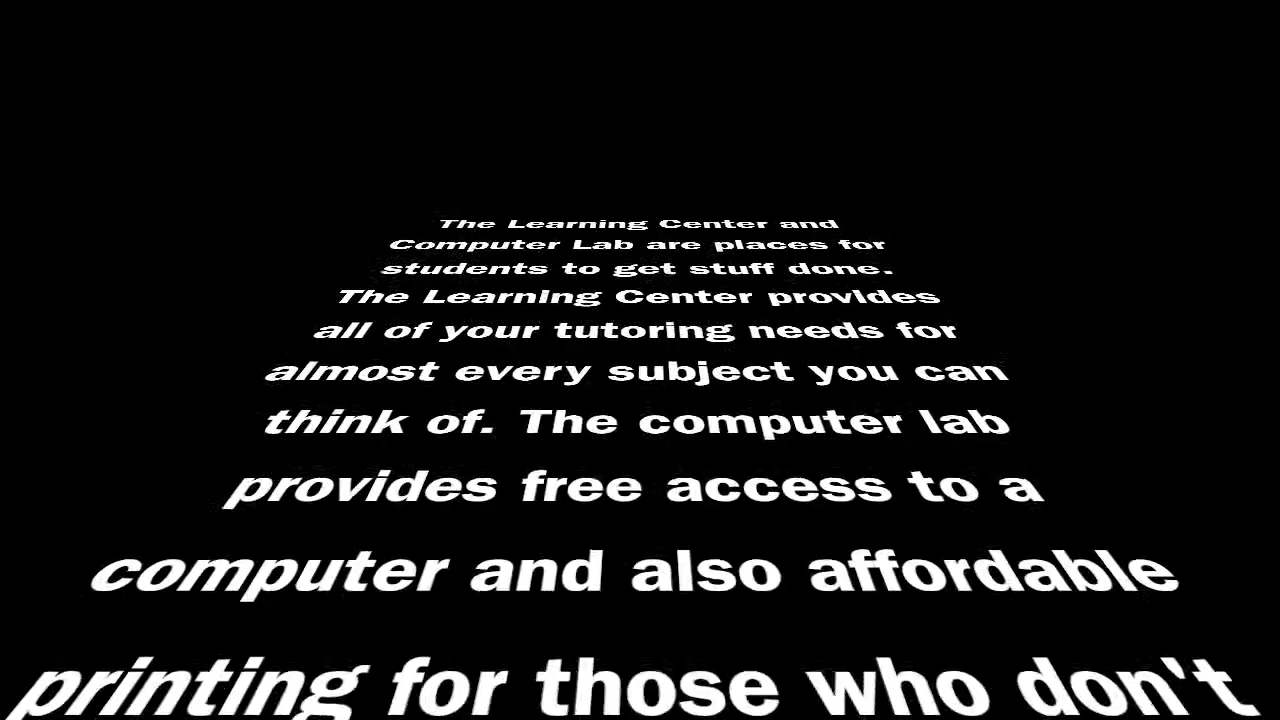 The Learning Center and
Computer Lab are places for
students to get stuff done.
The Learning Center provides
all of your tutoring needs for
almost every subject you can
think of. The computer lab
provides free access to a
computer and also affordable
printing for those who don't